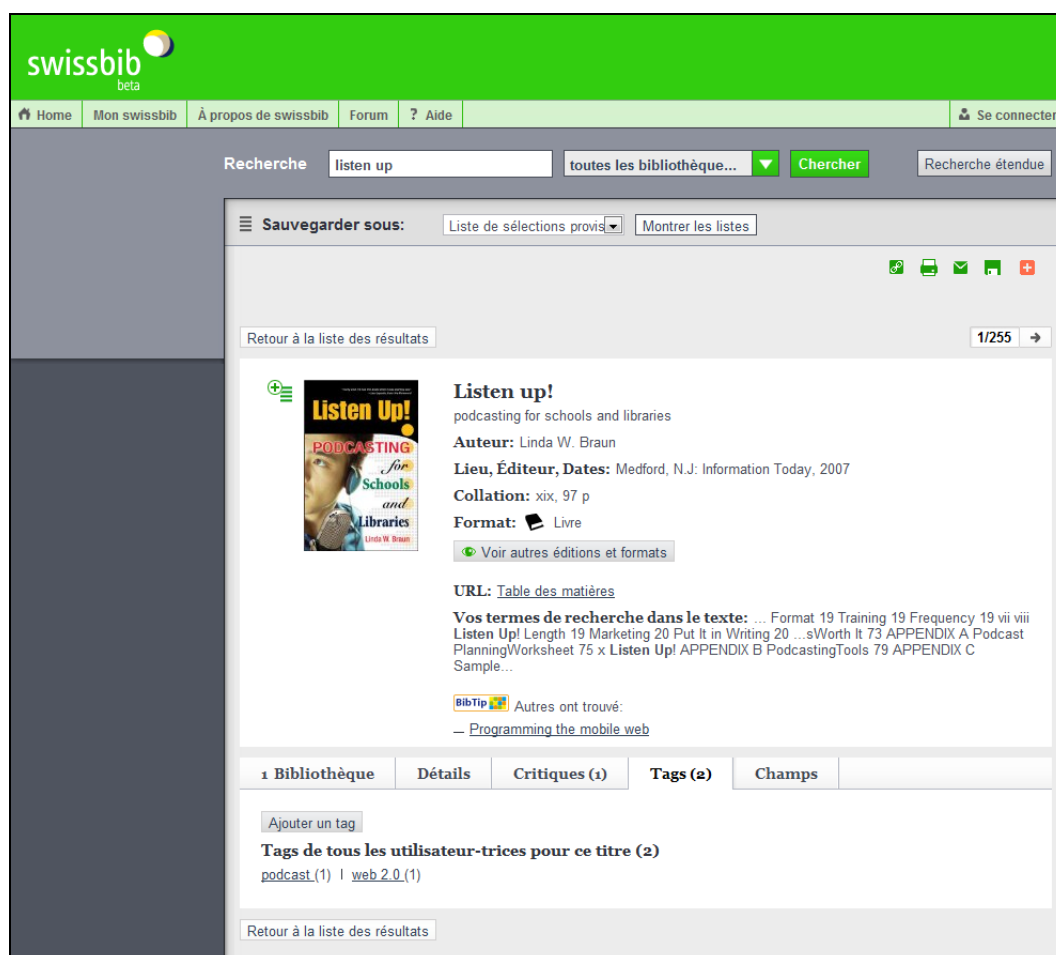 swissbib
beta
Home Mon swissbib À propos de swissbib Forum ? Aide Se connecter
Recherche listen up toutes les bibliothèque... Chercher Recherche étendue
Sauvegarder sous: Liste de sélections provis Montrer les listes
Retour à la liste des résultats 1/255
Listen Up!
PODCASTING
for
Schools
and
Libraries
Linda W. Braun
Listen up!
podcasting for schools and libraries
Auteur: Linda W. Braun
Lieu, Éditeur, Dates: Medford, N.J: Information Today, 2007
Collation: xix, 97 p
Format: Livre
Voir autres éditions et formats
URL: Table des matières
Vos termes de recherche dans le texte: ... Format 19 Training 19 Frequency 19 vii viii
Listen Up! Length 19 Marketing 20 Put It in Writing 20 ...sWorth It 73 APPENDIX A Podcast
PlanningWorksheet 75 x Listen Up! APPENDIX B PodcastingTools 79 APPENDIX C
Sample...
BibTip Autres ont trouvé:
— Programming the mobile web
1 Bibliothèque Détails Critiques (1) Tags (2) Champs
Ajouter un tag
Tags de tous les utilisateur-trices pour ce titre (2)
podcast (1) | web 2.0 (1)
Retour à la liste des résultats